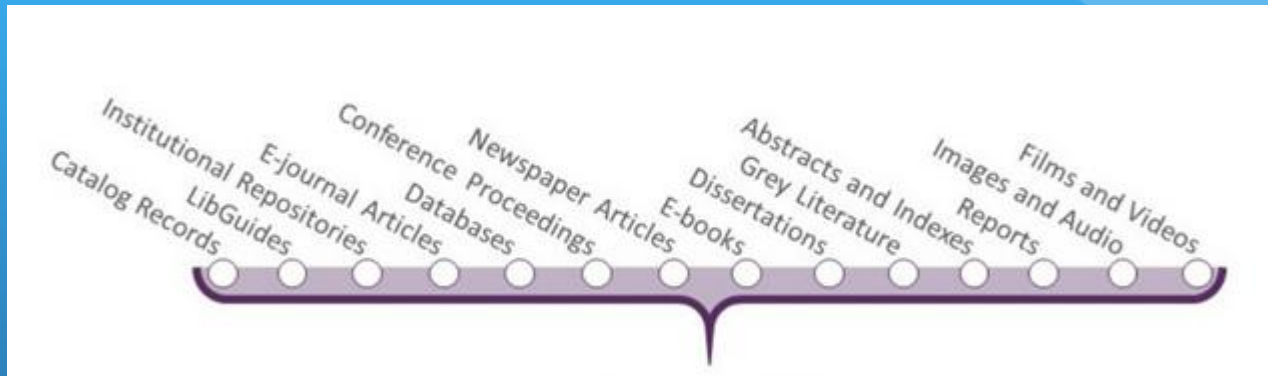 Catalog Records
LibGuides
Institutional Repositories
E-journal Articles
Databases
Conference Proceedings
Newspaper Articles
E-books
Dissertations
Grey Literature
Abstracts and Indexes
Reports
Images and Audio
Films and Videos